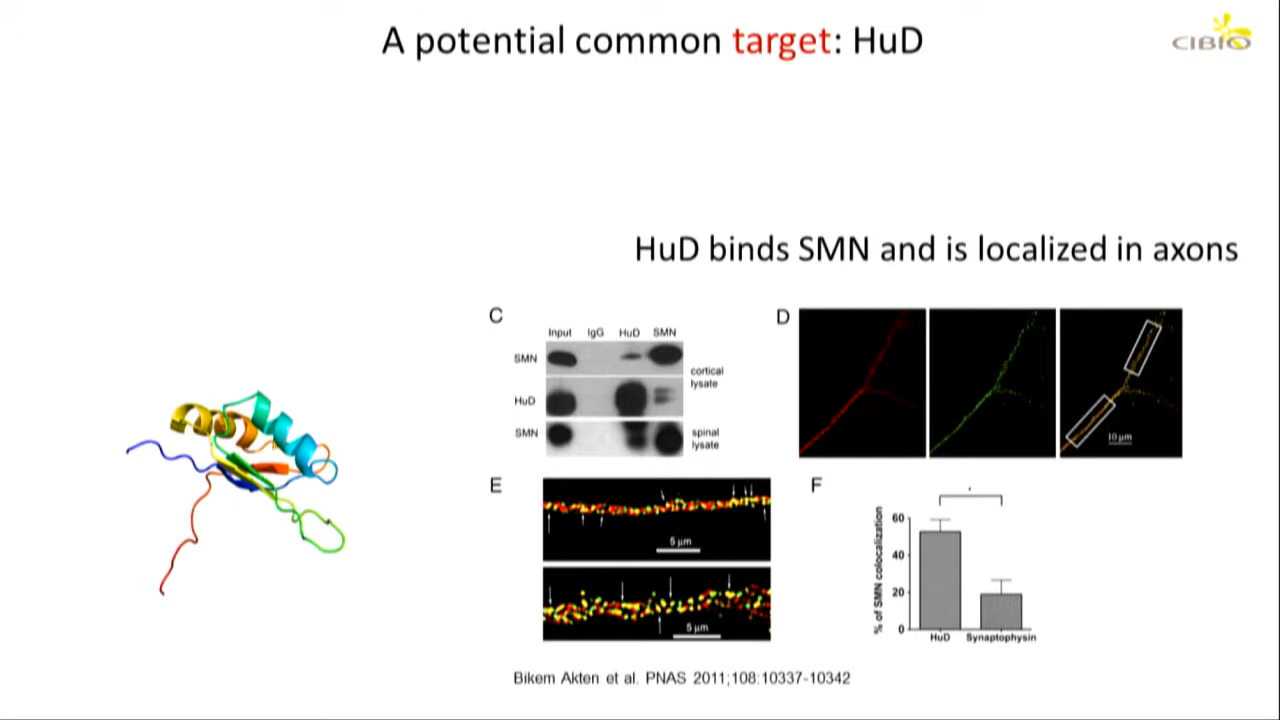 A potential common target: HuD
CIBIO
HuD binds SMN and is localized in axons
C
Input IgG HuD SMN
SMN
cortical
lysate
HuD
SMN
spinal
lysate
D
10 µm
E
5 µm
5 µm
F
% of SMN colocalization
60
40
20
0
HuD Synaptophysin
Bikem Akten et al. PNAS 2011;108:10337-10342